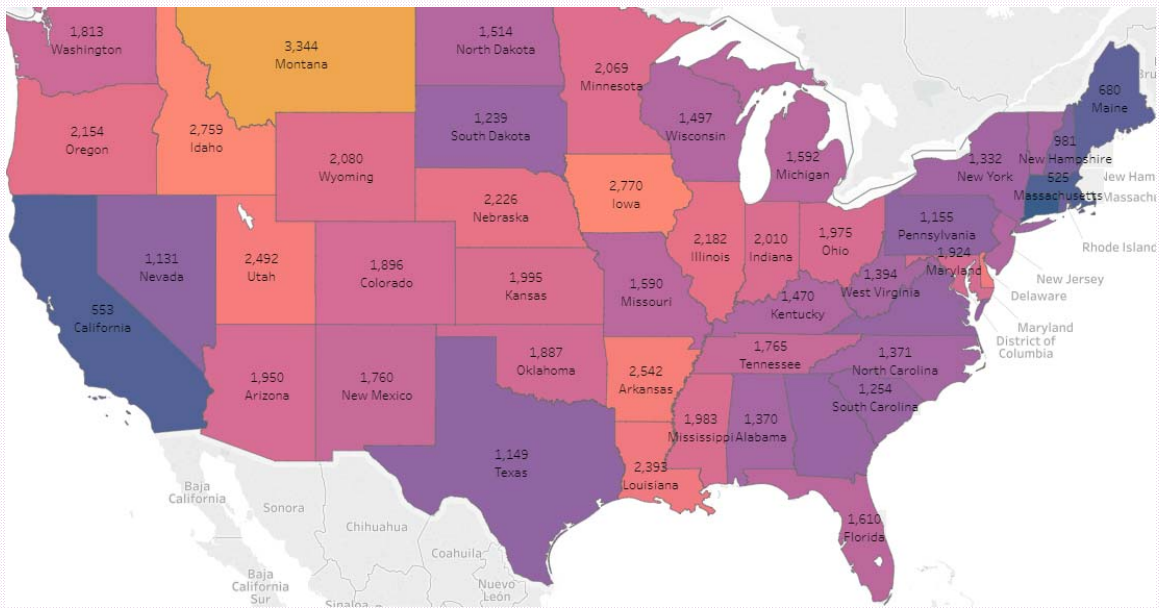 1,813
Washington
3,344
Montana
1,514
North Dakota
2,069
Minnesota
680
Maine
2,154
Oregon
2,759
Idaho
2,080
Wyoming
1,239
South Dakota
1,497
Wisconsin
1,592
Michigan
1,332
New York
981
New Hampshire
525
Massachusetts
New Ham
Massache
Rhode Island
2,226
Nebraska
2,770
Iowa
2,182
Illinois
2,010
Indiana
1,975
Ohio
1,155
Pennsylvania
1,924
Maryland
New Jersey
Delaware
Maryland
District of
Columbia
553
California
1,131
Nevada
2,492
Utah
1,896
Colorado
1,995
Kansas
1,590
Missouri
1,470
Kentucky
1,394
West Virginia
1,950
Arizona
1,760
New Mexico
1,887
Oklahoma
2,542
Arkansas
1,765
Tennessee
1,371
North Carolina
1,254
South Carolina
1,149
Texas
2,393
Louisiana
1,983
Mississippi
1,370
Alabama
1,610
Florida
Baja
California
Sonora
Chihuahua
Coahuila
Nuevo
León
Baja
California
Sur